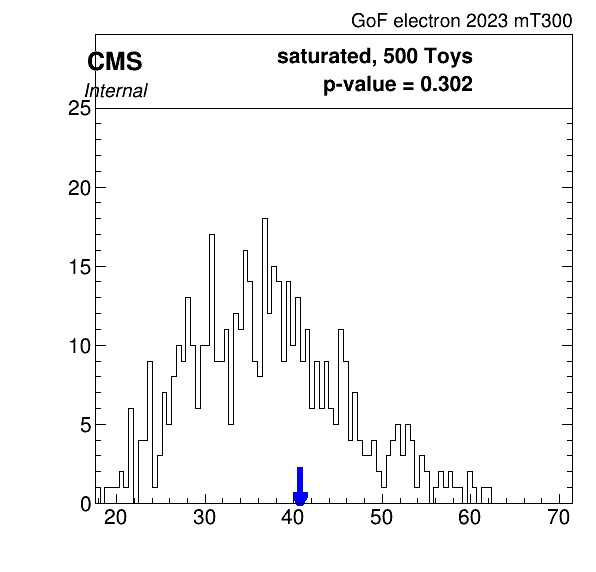 GoF electron 2023 mT300
CMS
saturated, 500 Toys
p-value = 0.302
Internal
25
20
15
10
5
0
20 30 40 50 60 70